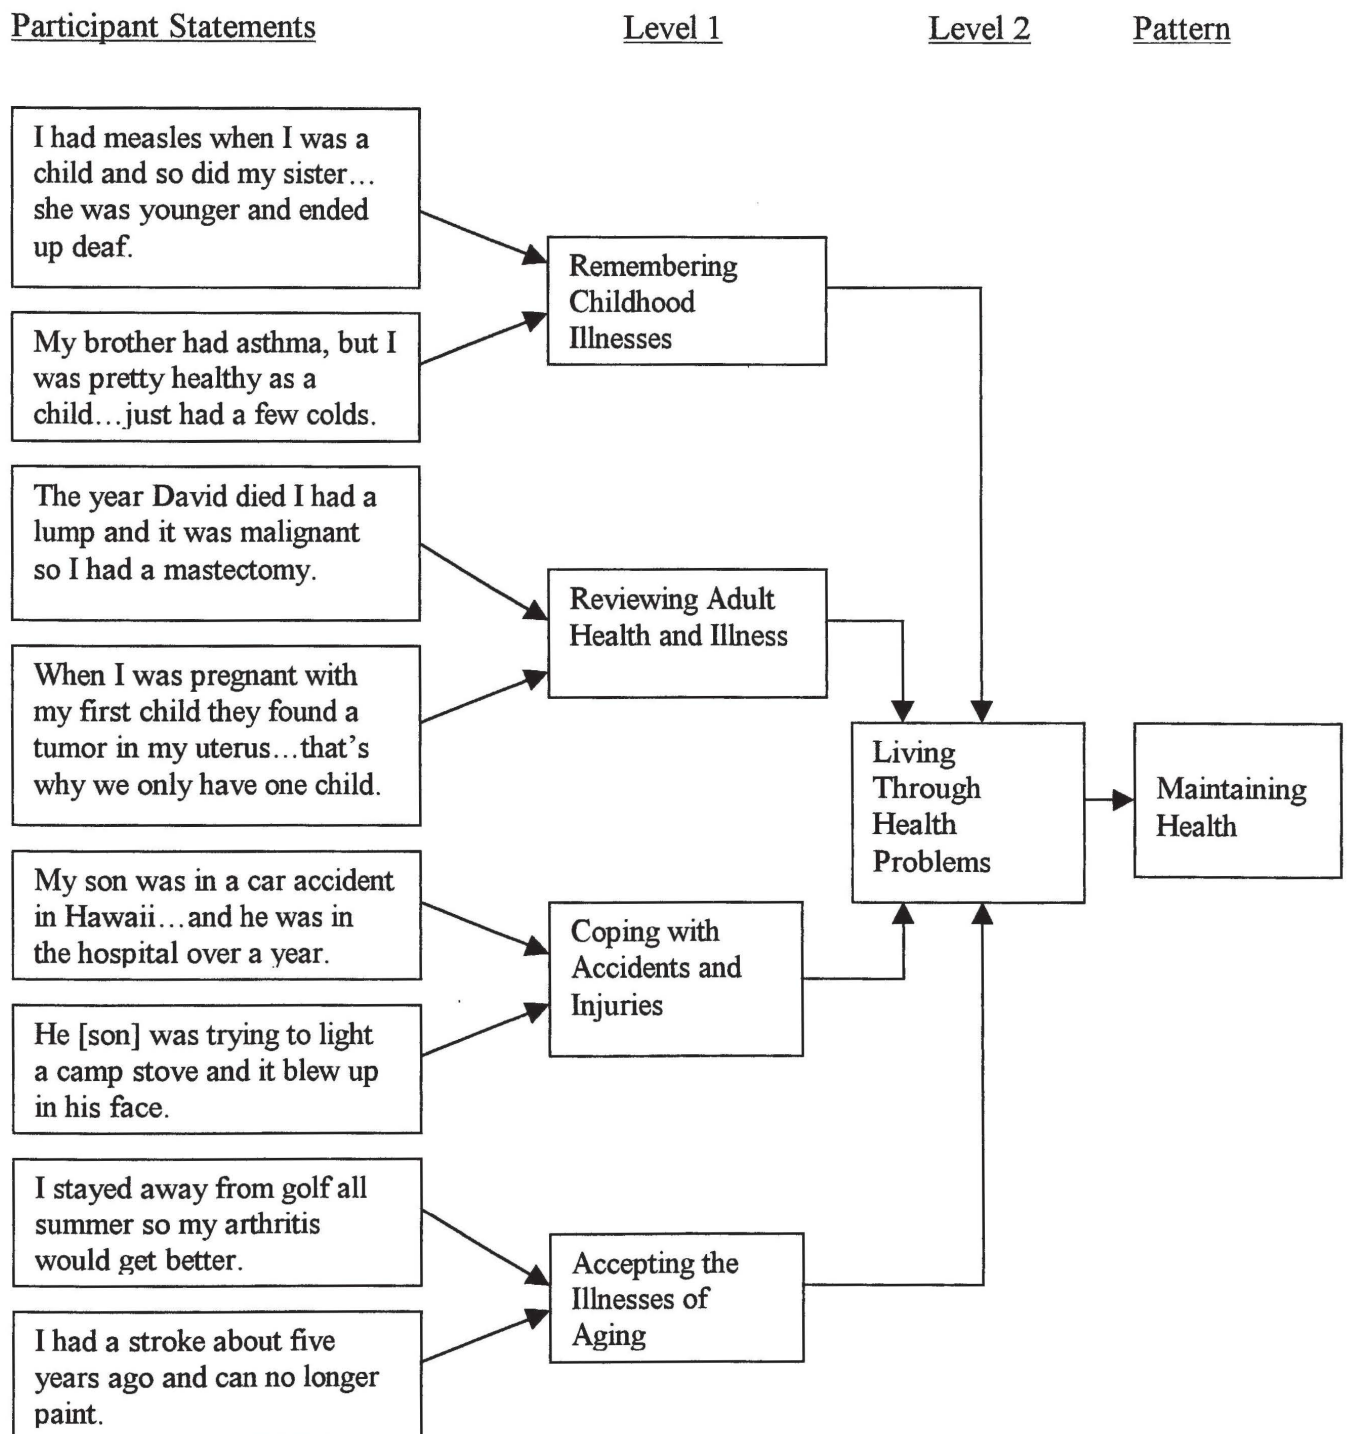 Participant Statements
Level 1
Level 2
Pattern
I had measles when I was a
child and so did my sister…
she was younger and ended
up deaf.
My brother had asthma, but I
was pretty healthy as a
child…just had a few colds.
Remembering
Childhood
Illnesses
The year David died I had a
lump and it was malignant
so I had a mastectomy.
When I was pregnant with
my first child they found a
tumor in my uterus…that's
why we only have one child.
Reviewing Adult
Health and Illness
My son was in a car accident
in Hawaii…and he was in
the hospital over a year.
He [son] was trying to light
a camp stove and it blew up
in his face.
Coping with
Accidents and
Injuries
I stayed away from golf all
summer so my arthritis
would get better.
I had a stroke about five
years ago and can no longer
paint.
Accepting the
Illnesses of
Aging
Living
Through
Health
Problems
Maintaining
Health